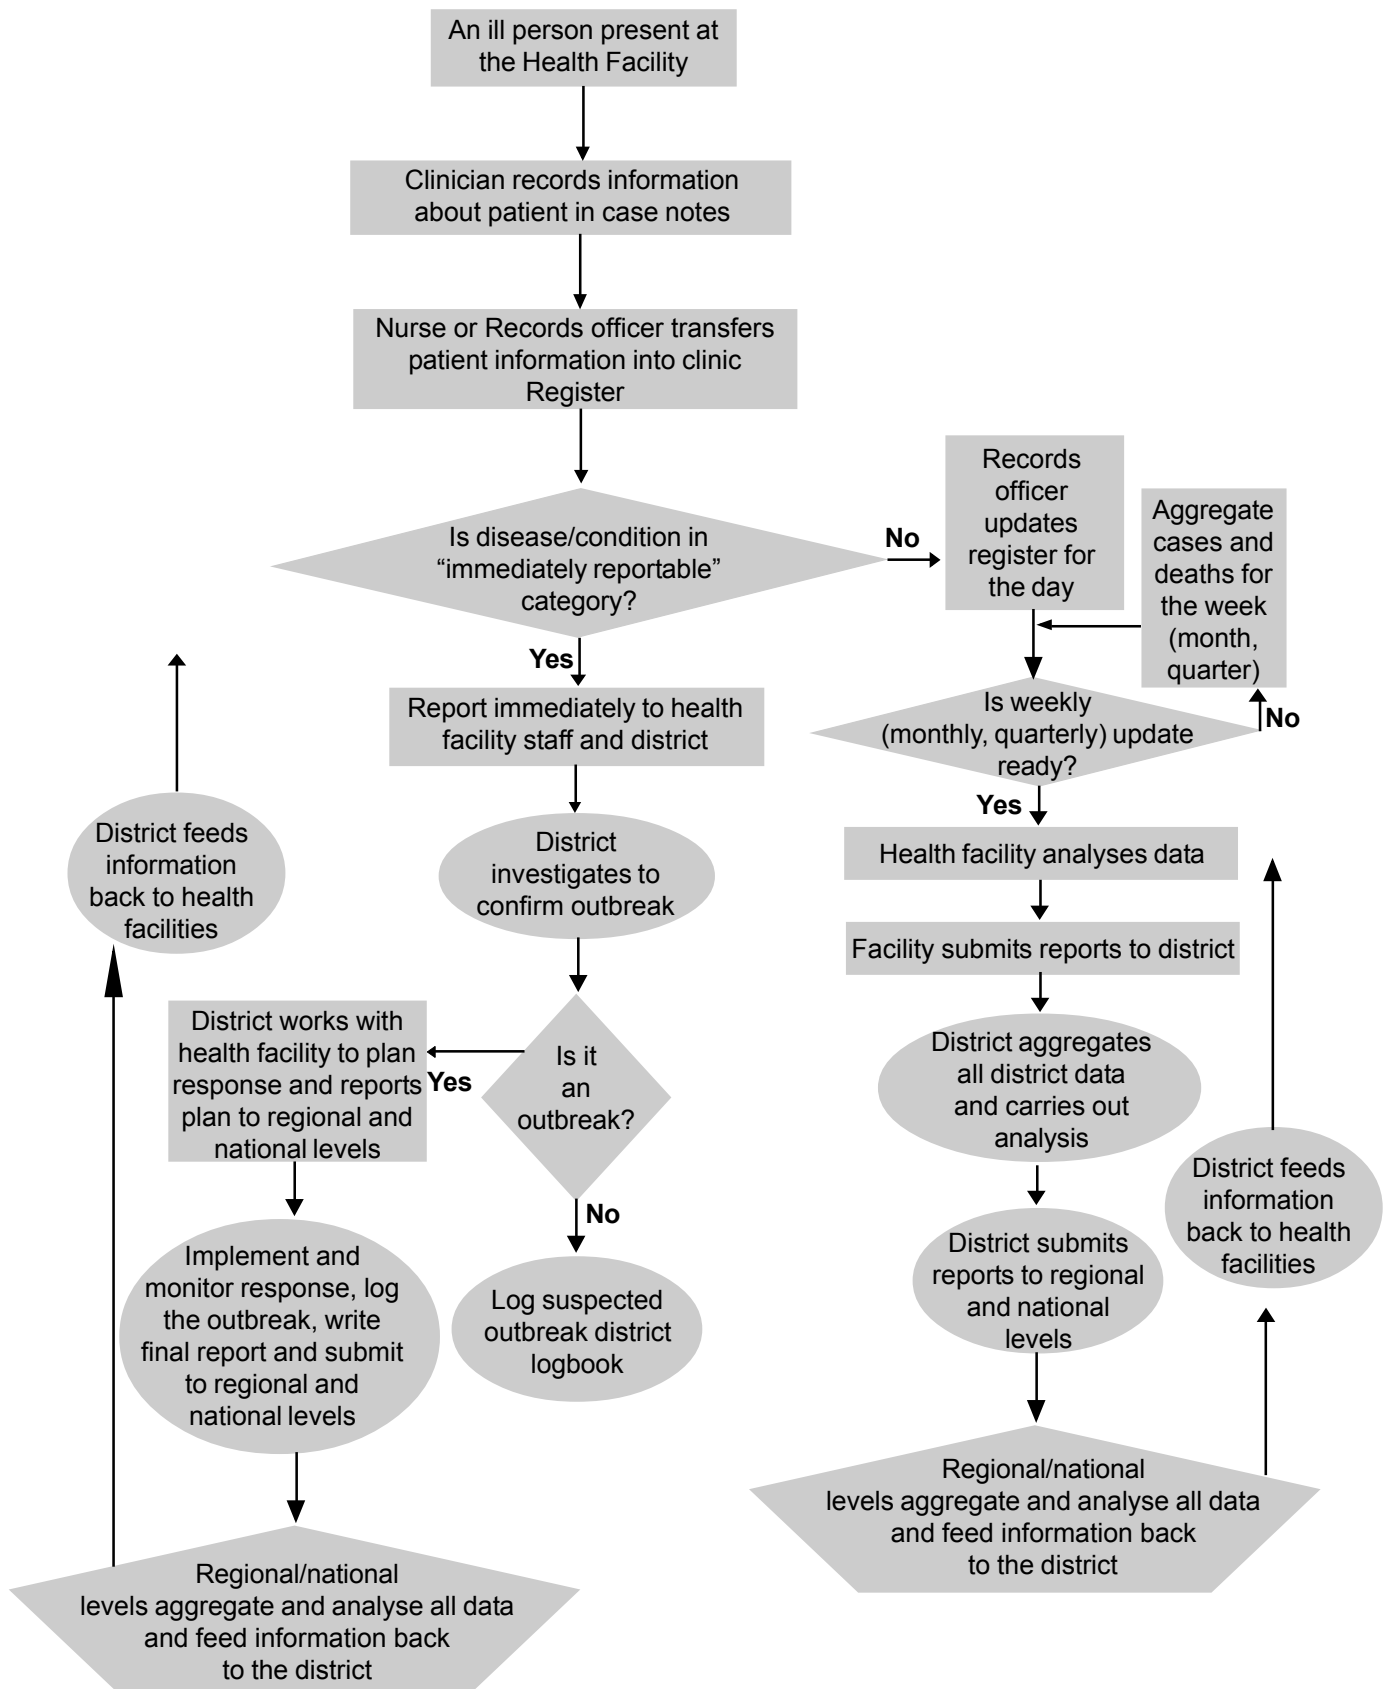 An ill person present at
the Health Facility
Clinician records information
about patient in case notes
Nurse or Records officer transfers
patient information into clinic
Register
Is disease/condition in
“immediately reportable”
category?
No
Records
officer
updates
register for
the day
Aggregate
cases and
deaths for
the week
(month,
quarter)
Is weekly
(monthly, quarterly) update
ready?
No
Yes
Health facility analyses data
Facility submits reports to district
District aggregates
all district data
and carries out
analysis
District submits
reports to regional
and national
levels
Regional/national
levels aggregate and analyse all data
and feed information back
to the district
District feeds
information
back to health
facilities
Yes
Report immediately to health
facility staff and district
District
investigates to
confirm outbreak
Is it
an
outbreak?
No
Log suspected
outbreak district
logbook
Yes
District works with
health facility to plan
response and reports
plan to regional and
national levels
Implement and
monitor response, log
the outbreak, write
final report and submit
to regional and
national levels
Regional/national
levels aggregate and analyse all data
and feed information back
to the district
District feeds
information
back to health
facilities